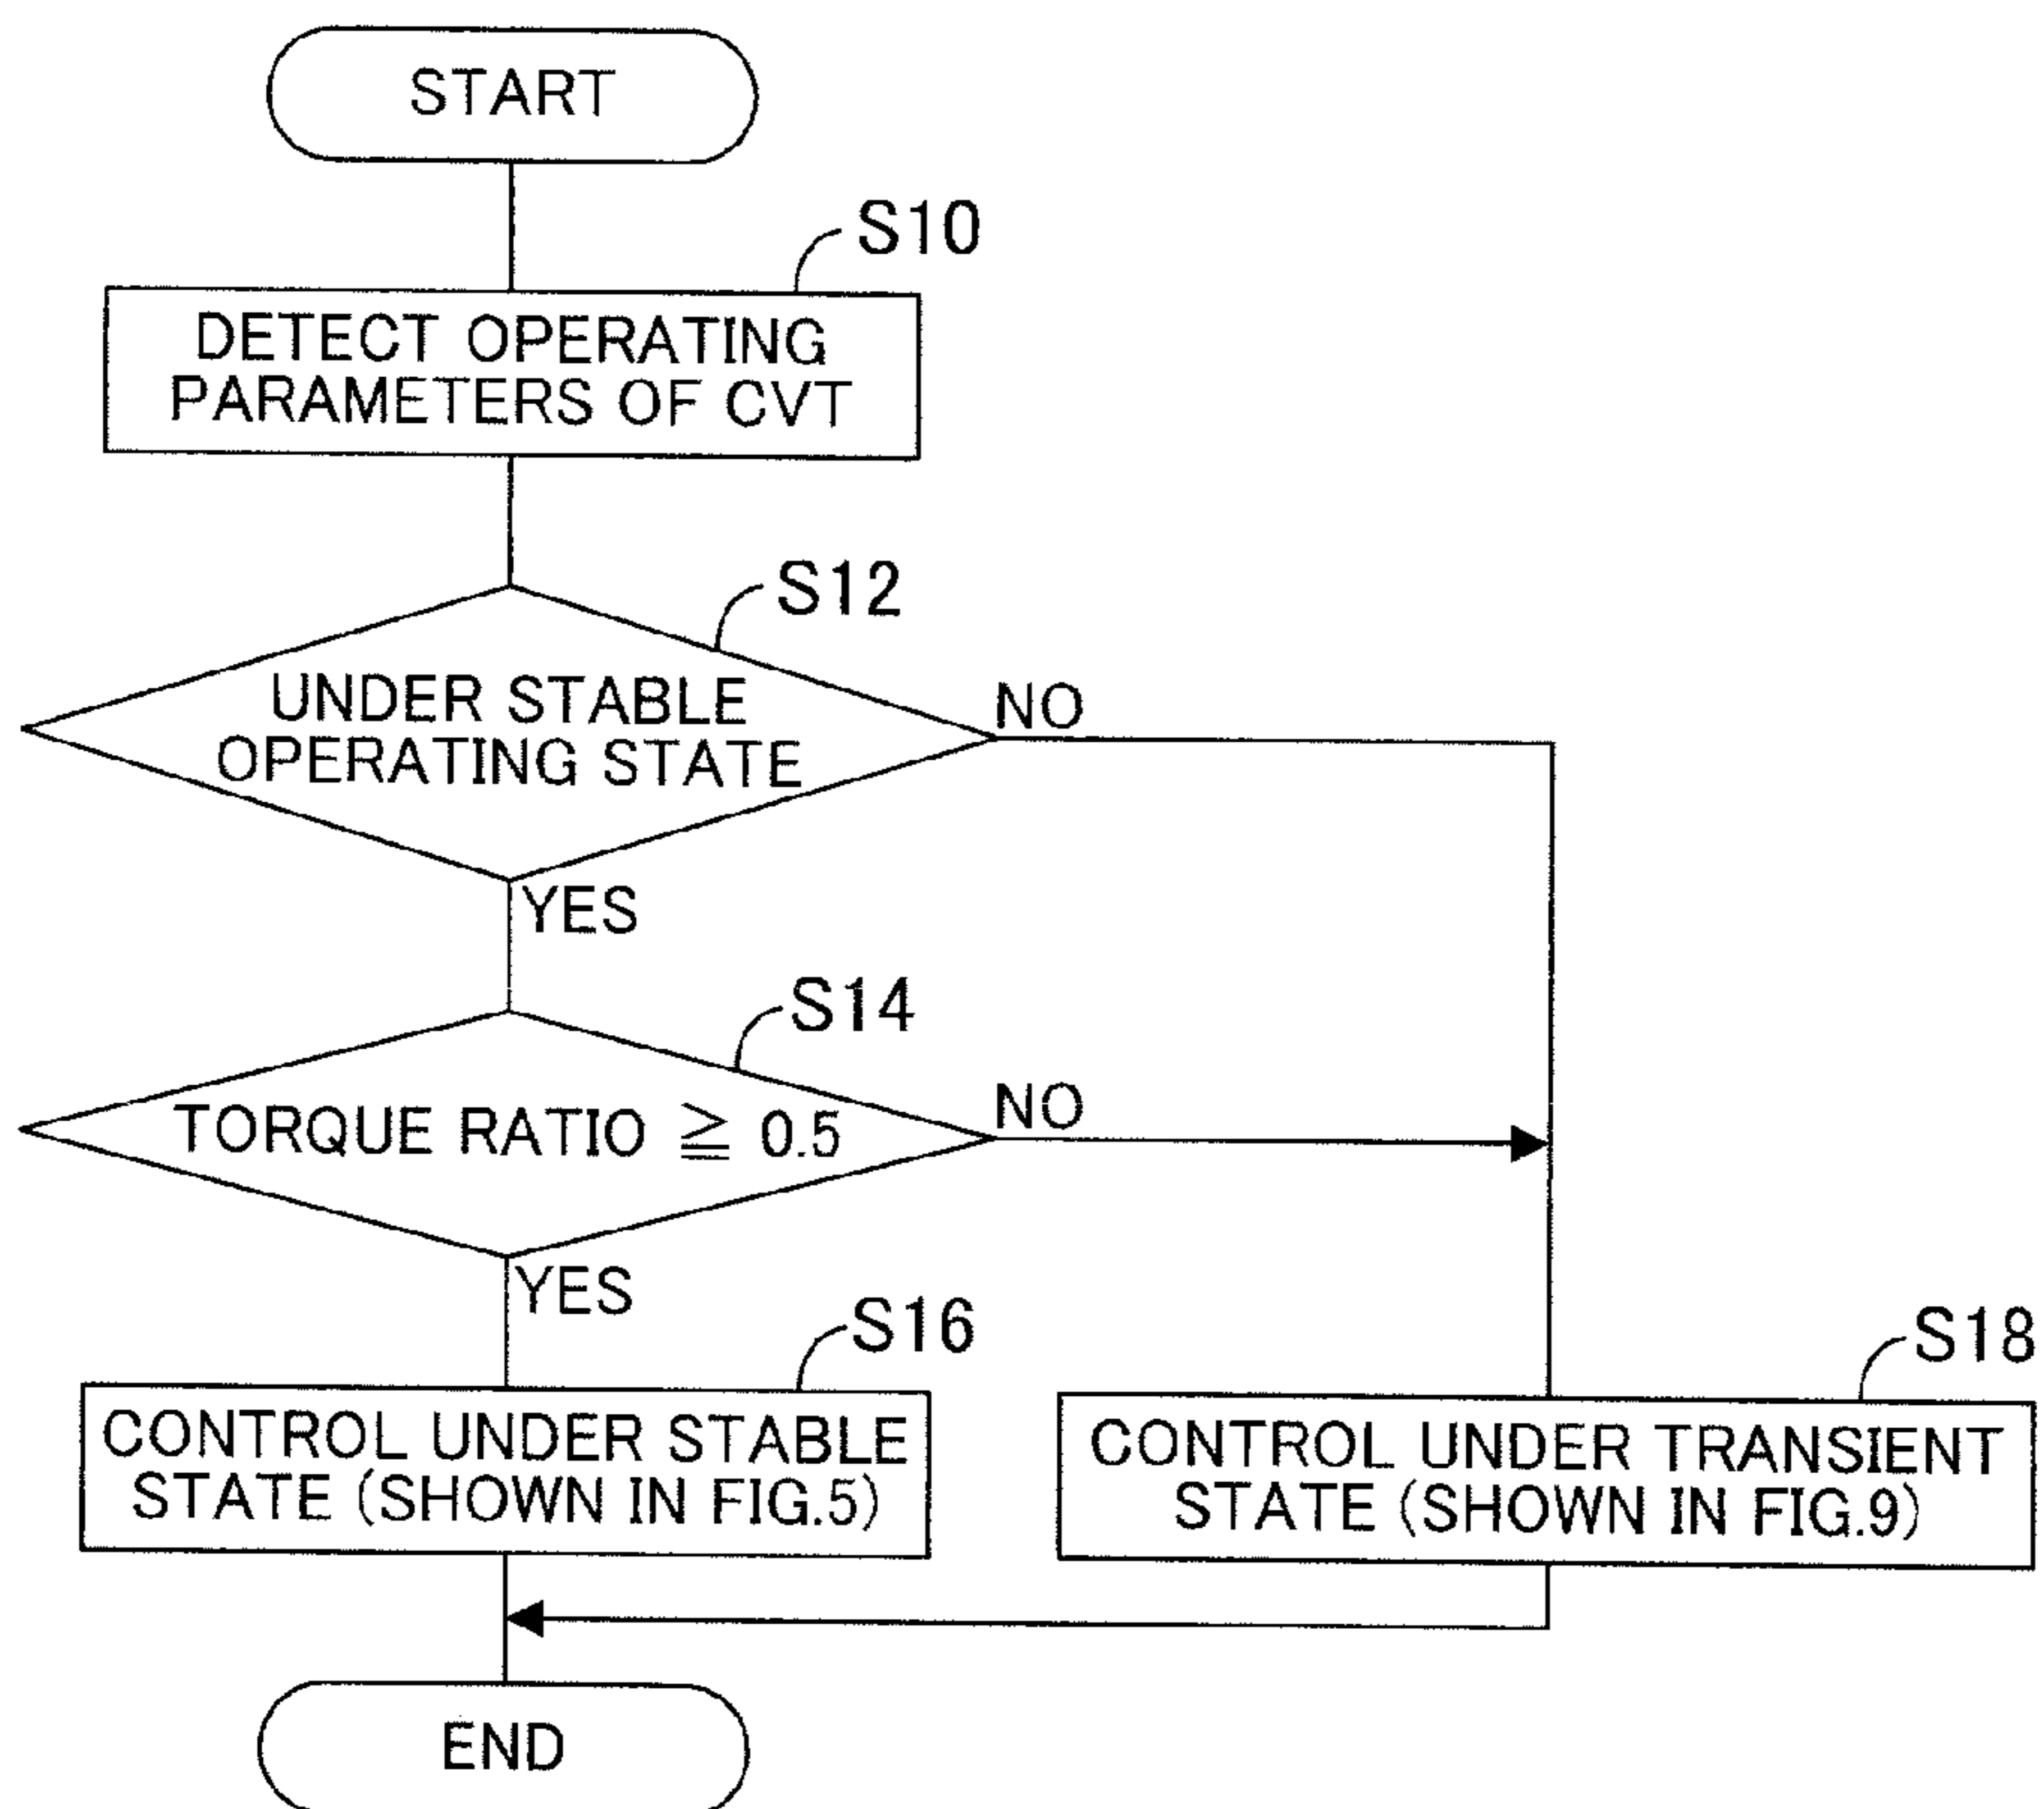 START
S10
DETECT OPERATING
PARAMETERS OF CVT
S12
UNDER STABLE
OPERATING STATE
NO
YES
S14
TORQUE RATIO ≧ 0.5
NO
YES
S16
CONTROL UNDER STABLE
STATE (SHOWN IN FIG.5)
S18
CONTROL UNDER TRANSIENT
STATE (SHOWN IN FIG.9)
END